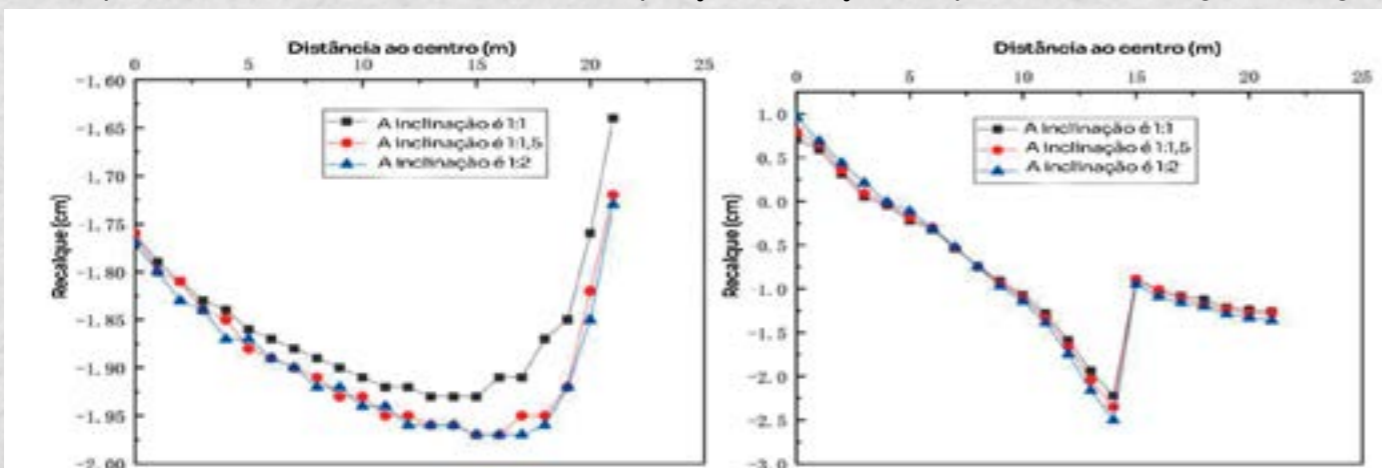 Distância ao centro (m)
0 5 10 15 20 25
-1.60
-1.65
-1.70
-1.75
-1.80
-1.85
-1.90
-1.95
-2.00
Recalque (cm)
A Inclinação é 1:1
A Inclinação é 1:1,5
A Inclinação é 1:2
Distância ao centro (m)
0 5 10 15 20 25
1.0
0.5
0.0
-0.5
-1.0
-1.5
-2.0
-2.5
-3.0
Recalque (cm)
A Inclinação é 1:1
A Inclinação é 1:1,5
A Inclinação é 1:2